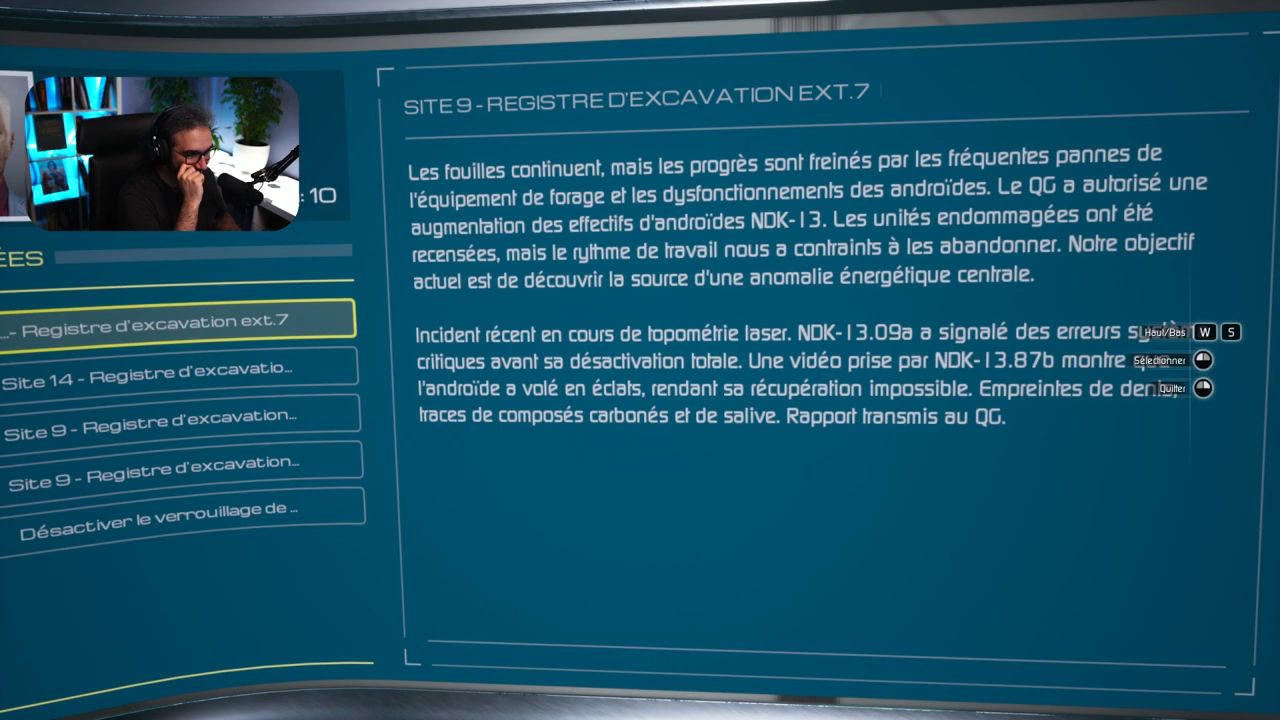 SITE 9 - REGISTRE D'EXCAVATION EXT.7
Les fouilles continuent, mais les progrès sont freinés par les fréquentes pannes de
l'équipement de forage et les dysfonctionnements des androïdes. Le QG a autorisé une
augmentation des effectifs d'androïdes NDK-13. Les unités endommagées ont été
recensées, mais le rythme de travail nous a contraints à les abandonner. Notre objectif
actuel est de découvrir la source d'une anomalie énergétique centrale.
Incident récent en cours de topométrie laser. NDK-13.09a a signalé des erreurs
critiques avant sa désactivation totale. Une vidéo prise par NDK-13.87b montre
l'androïde a volé en éclats, rendant sa récupération impossible. Empreintes de
traces de composés carbonés et de salive. Rapport transmis au QG.
Haut/Bas W S
Sélectionner
Quitter
: 10
ÉES
...- Registre d'excavation ext.7
Site 14 - Registre d'excavatio...
Site 9 - Registre d'excavation...
Site 9 - Registre d'excavation...
Désactiver le verrouillage de ...